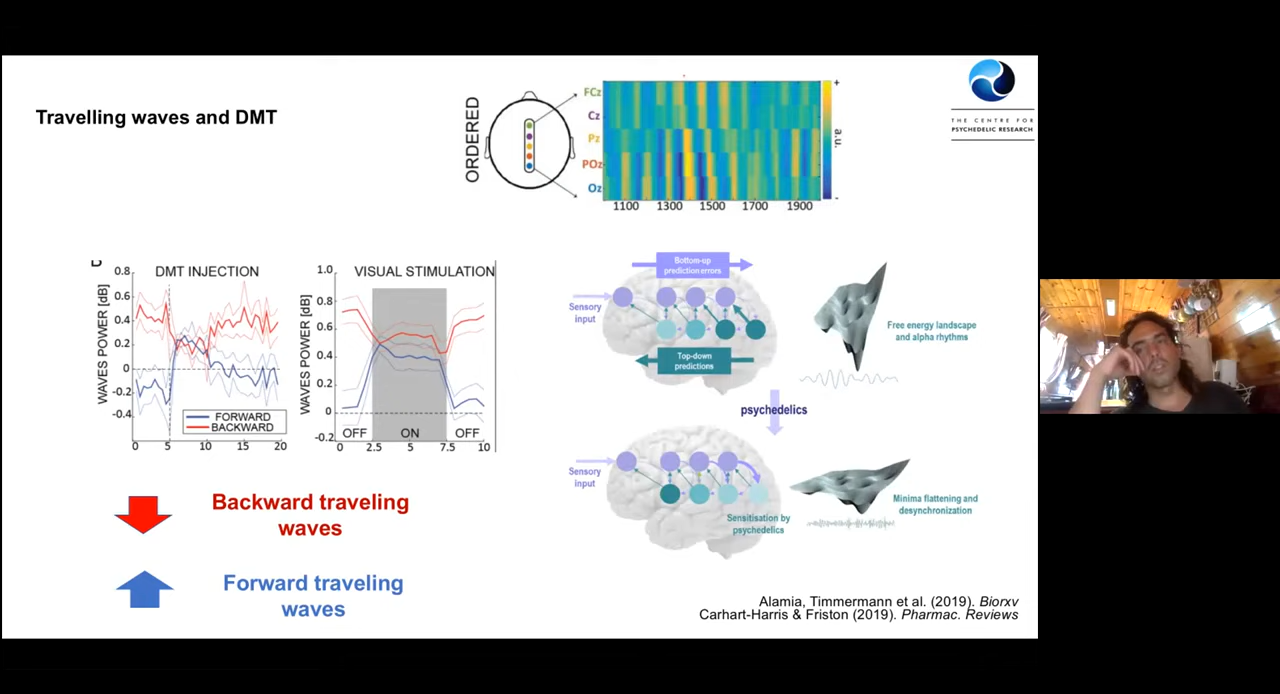 Travelling waves and DMT
THE CENTRE FOR
PSYCHEDELIC RESEARCH
ORDERED
FCz
Cz
Pz
POz
Oz
+
a.u.
-
1100 1300 1500 1700 1900
DMT INJECTION
WAVES POWER [dB]
0.8
0.6
0.4
0.2
0
-0.2
-0.4
FORWARD
BACKWARD
0 5 10 15 20
VISUAL STIMULATION
WAVES POWER [dB]
1.0
0.8
0.6
0.4
0.2
0
-0.2
OFF ON OFF
0 2.5 5 7.5 10
Bottom-up
prediction errors
Sensory
input
Top-down
predictions
Free energy landscape
and alpha rhythms
psychedelics
Sensory
input
Sensitisation by
psychedelics
Minima flattening and
desynchronization
Backward traveling
waves
Forward traveling
waves
Alamia, Timmermann et al. (2019). Biorxv
Carhart-Harris & Friston (2019). Pharmac. Reviews